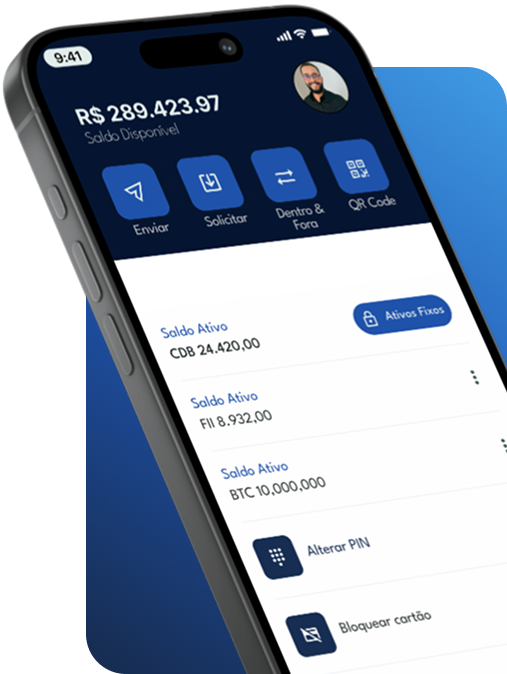 9:41
R$ 289.423.97
Saldo Disponível
Enviar
Solicitar
Dentro &
Fora
QR Code
Saldo Ativo
CDB 24.420,00
Ativos Fixos
Saldo Ativo
FII 8.932,00
Saldo Ativo
BTC 10,000,000
Alterar PIN
Bloquear cartão